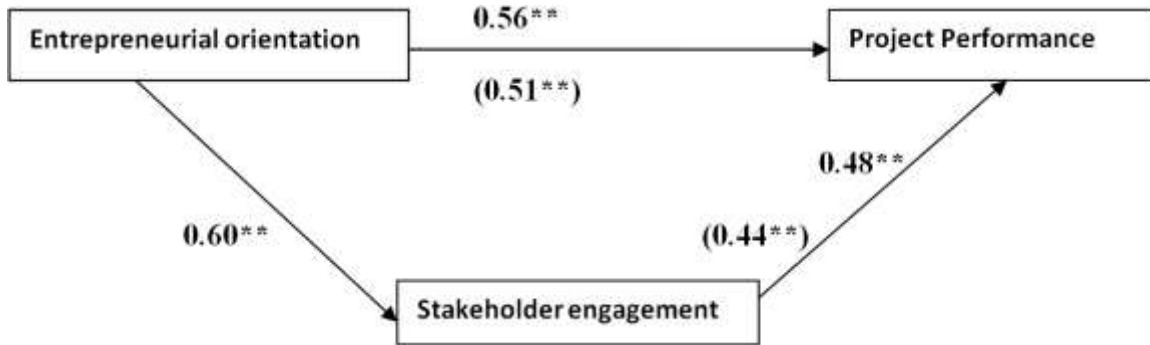 0.56**
Entrepreneurial orientation
Project Performance
(0.51**)
0.48**
0.60**
(0.44**)
Stakeholder engagement